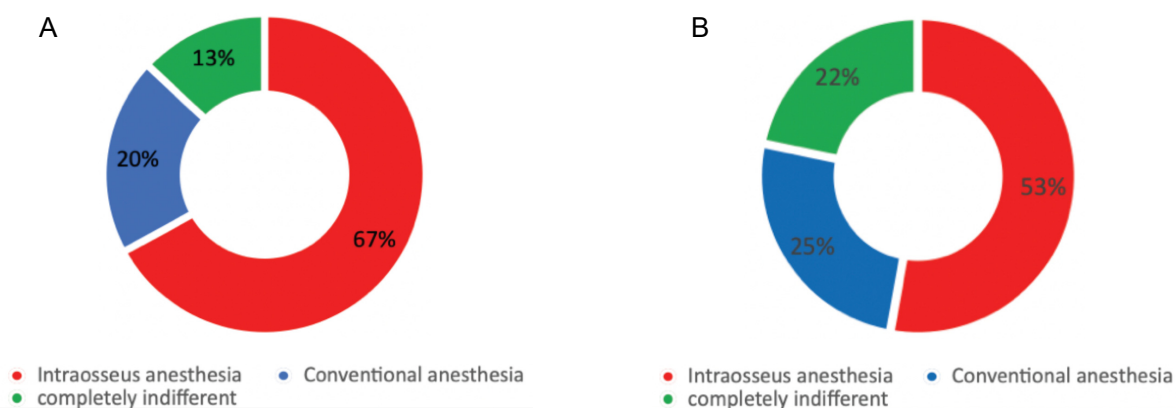 A
13%
20%
67%
Intraosseus anesthesia Conventional anesthesia
completely indifferent
B
22%
53%
25%
Intraosseus anesthesia Conventional anesthesia
completely indifferent